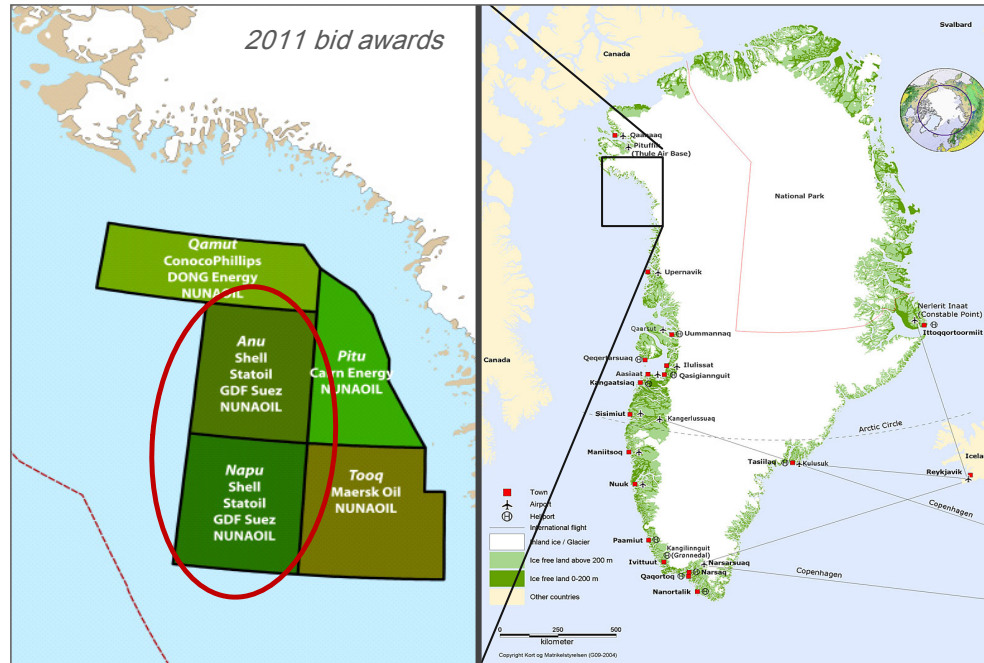 2011 bid awards
Qamut
ConocoPhillips
DONG Energy
NUNAOIL
Anu
Shell
Statoil
GDF Suez
NUNAOIL
Pitu
Cairn Energy
NUNAOIL
Napu
Shell
Statoil
GDF Suez
NUNAOIL
Tooq
Maersk Oil
NUNAOIL
Svalbard
Canada
Qaanaaq
Pituffik
(Thule Air Base)
National Park
Upernavik
Nerlerit Inaat
(Constable Point)
Ittoqqortoormiit
Qaarsut
Uummannaq
Qeqertarsuaq
Ilulissat
Canada
Aasiaat
Qasigiannguit
Kangaatsiaq
Sisimiut
Kangerlussuaq
Arctic Circle
Maniitsoq
Tasiilaq
Kulusuk
Reykjavik
Nuuk
Town
Airport
Heliport
International flight
Inland ice / Glacier
Ice free land above 200 m
Ice free land 0-200 m
Other countries
Copenhagen
Paamiut
Kangilinnguit
(Grønnedal)
Ivittuut
Narsarsuaq
Narsaq
Qaqortoq
Copenhagen
Nanortalik
0 250 500
kilometer
Copyright Kort og Matrikelstyrelsen (G09-2004)